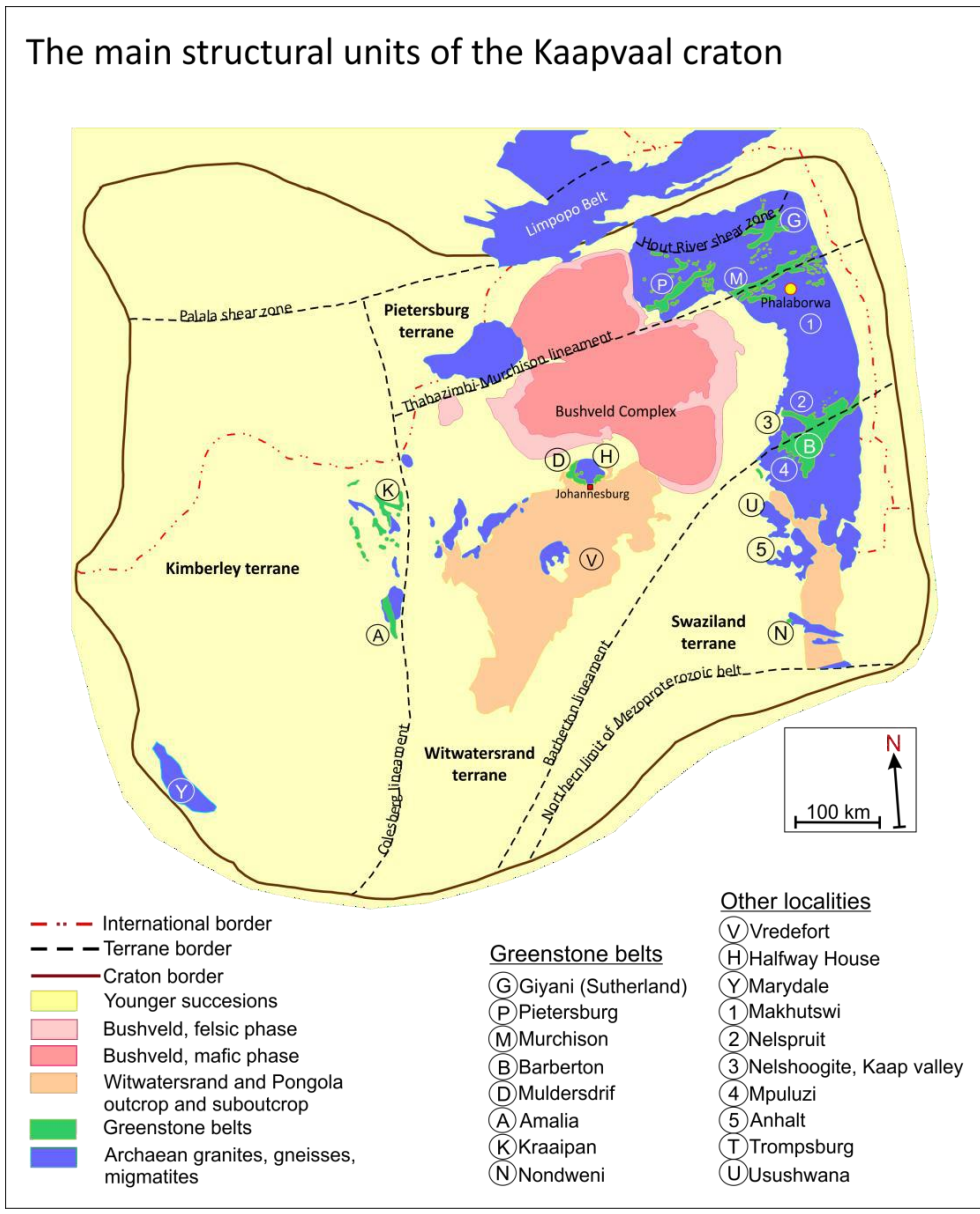 The main structural units of the Kaapvaal craton
Limpopo Belt
Hout River shear zone
G
P
M
Phalaborwa
1
Palala shear zone
Pietersburg
terrane
Thabazimbi-Murchison lineament
Bushveld Complex
2
3
B
4
D
H
Johannesburg
K
U
5
V
Kimberley terrane
A
Swaziland
terrane
N
Barberton lineament
Northern limit of Mezoproterozoic belt
Witwatersrand
terrane
Colesberg lineament
Y
N
100 km
International border
Terrane border
Craton border
Younger succesions
Bushveld, felsic phase
Bushveld, mafic phase
Witwatersrand and Pongola
outcrop and suboutcrop
Greenstone belts
Archaean granites, gneisses,
migmatites
Greenstone belts
G Giyani (Sutherland)
P Pietersburg
M Murchison
B Barberton
D Muldersdrif
A Amalia
K Kraaipan
N Nondweni
Other localities
V Vredefort
H Halfway House
Y Marydale
1 Makhutswi
2 Nelspruit
3 Nelshoogite, Kaap valley
4 Mpuluzi
5 Anhalt
T Trompsburg
U Usushwana